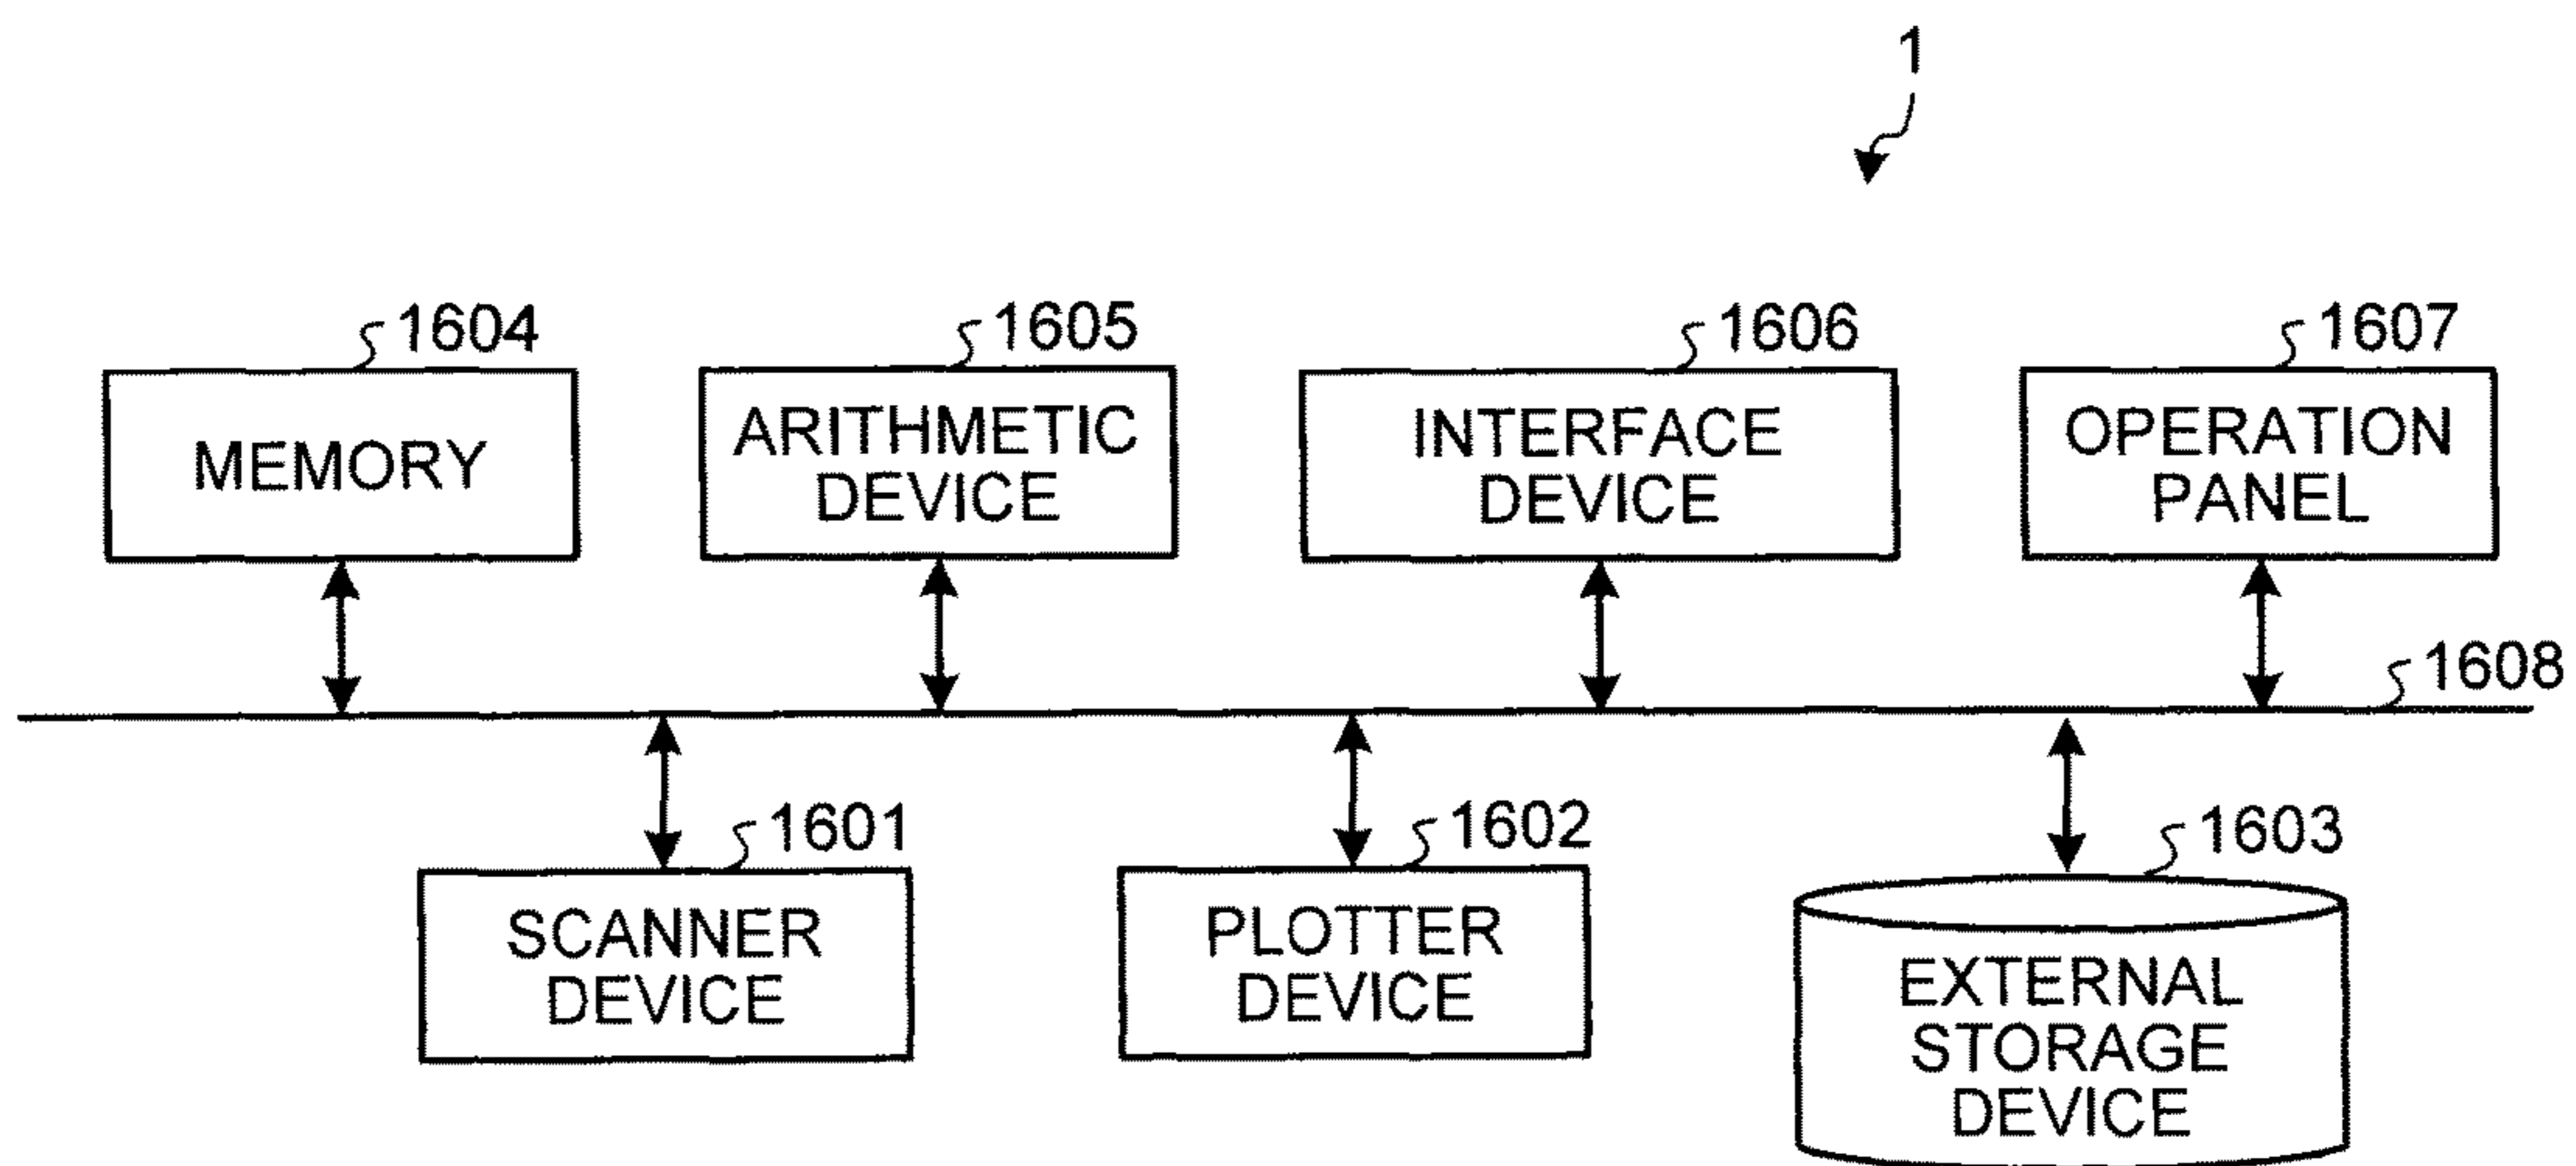 1
1604
MEMORY
1605
ARITHMETIC
DEVICE
1606
INTERFACE
DEVICE
1607
OPERATION
PANEL
1608
1601
SCANNER
DEVICE
1602
PLOTTER
DEVICE
1603
EXTERNAL
STORAGE
DEVICE